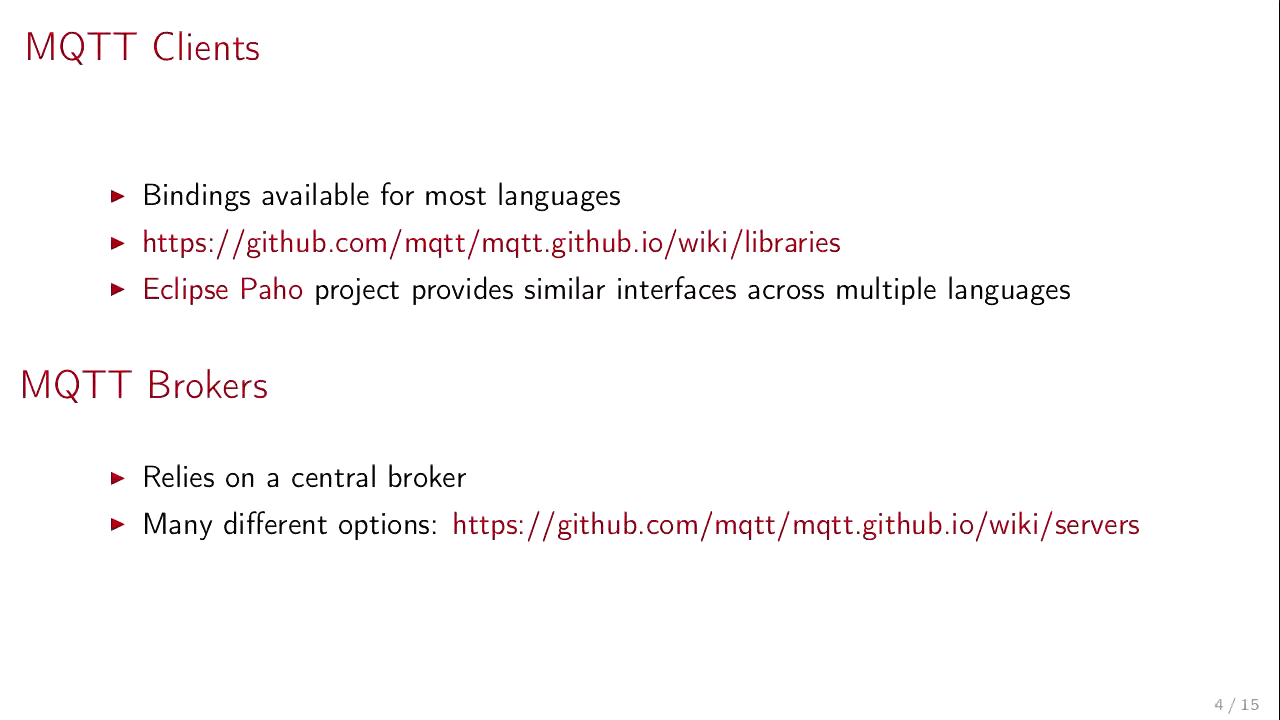 MQTT Clients
▶ Bindings available for most languages
▶ https://github.com/mqtt/mqtt.github.io/wiki/libraries
▶ Eclipse Paho project provides similar interfaces across multiple languages
MQTT Brokers
▶ Relies on a central broker
▶ Many different options: https://github.com/mqtt/mqtt.github.io/wiki/servers
4 / 15